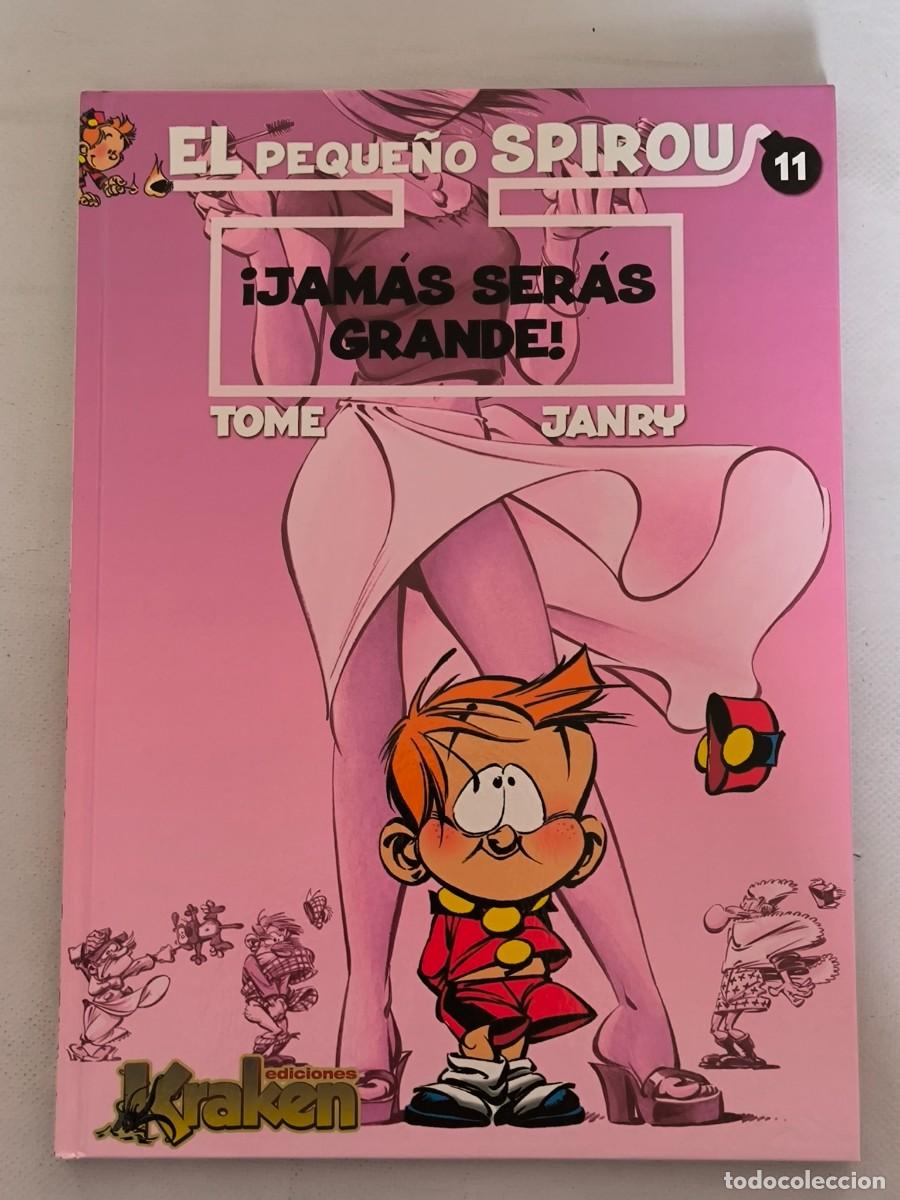 EL PEQUEÑO SPIROU
11
¡JAMÁS SERÁS
GRANDE!
TOME
JANRY
ediciones
Kraken
todocoleccion